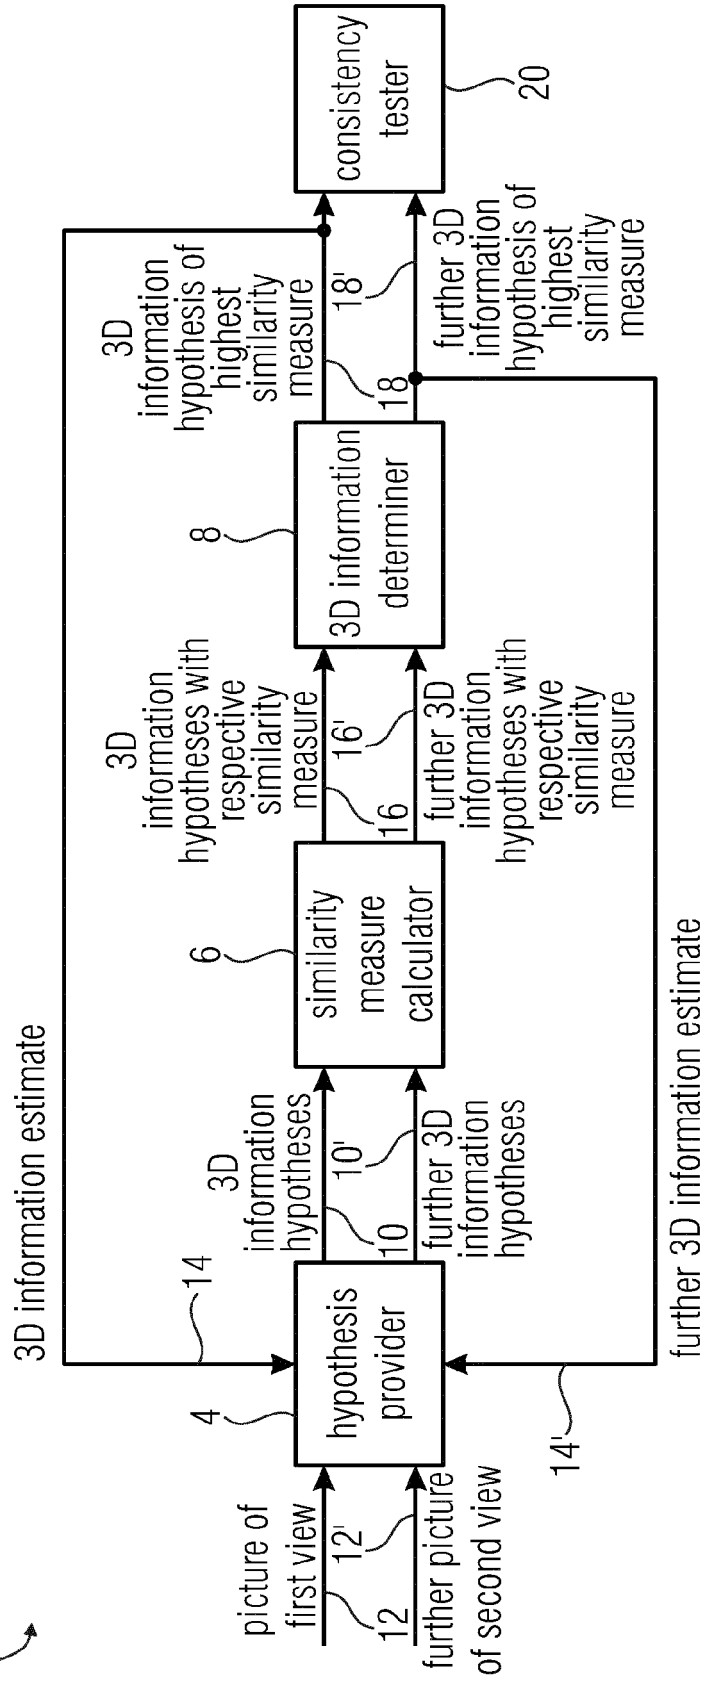 3D information estimate
14
picture of
first view
12
12'
further picture
of second view
4
hypothesis
provider
14'
3D
information
hypotheses
10
10'
further 3D
information
hypotheses
6
similarity
measure
calculator
3D
information
hypotheses with
respective
similarity
measure
16
16'
further 3D
information
hypotheses with
respective
similarity
measure
8
3D information
determiner
3D
information
hypothesis of
highest
similarity
measure
18
18'
further 3D
information
hypothesis of
highest
similarity
measure
consistency
tester
20
further 3D information estimate